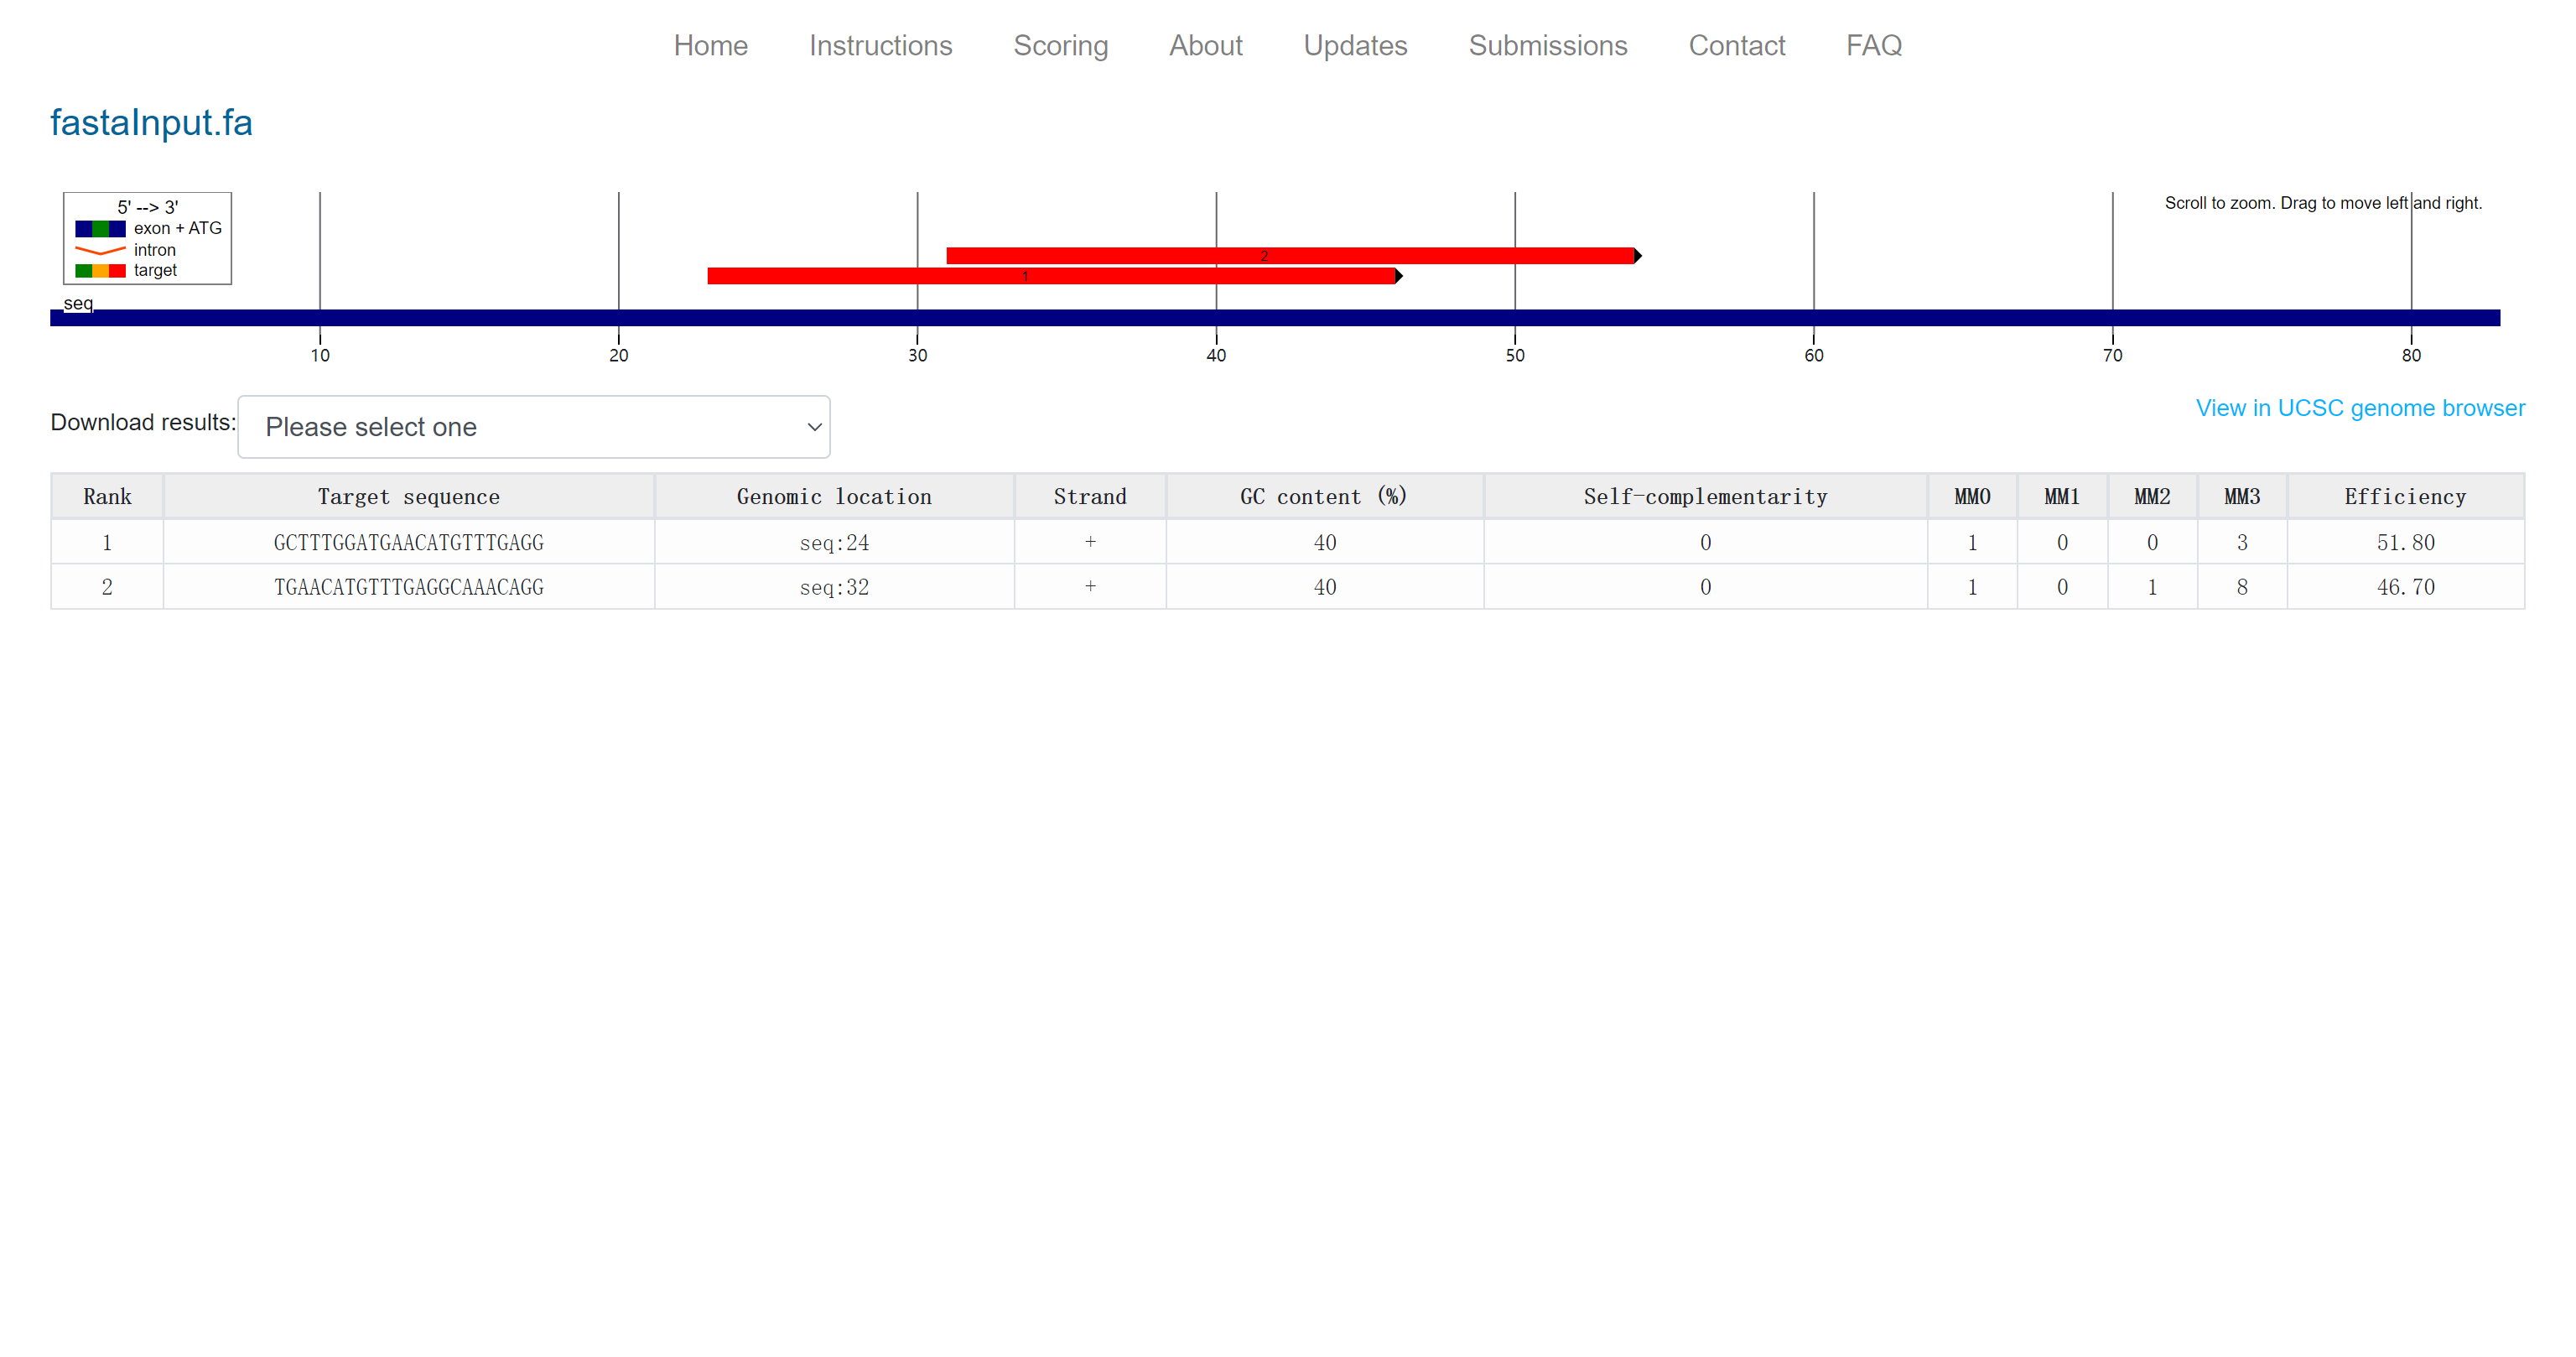 Home Instructions Scoring About Updates Submissions Contact FAQ
fastaInput.fa
5' --> 3'
exon + ATG
intron
target
Scroll to zoom. Drag to move left and right.
2
1
seq
10 20 30 40 50 60 70 80
Download results: Please select one
View in UCSC genome browser
Rank Target sequence Genomic location Strand GC content (%) Self-complementarity MM0 MM1 MM2 MM3 Efficiency
1 GCTTTGGATGAACATGTTTGAGG seq:24 + 40 0 1 0 0 3 51.80
2 TGAACATGTTTGAGGCAAACAGG seq:32 + 40 0 1 0 1 8 46.70